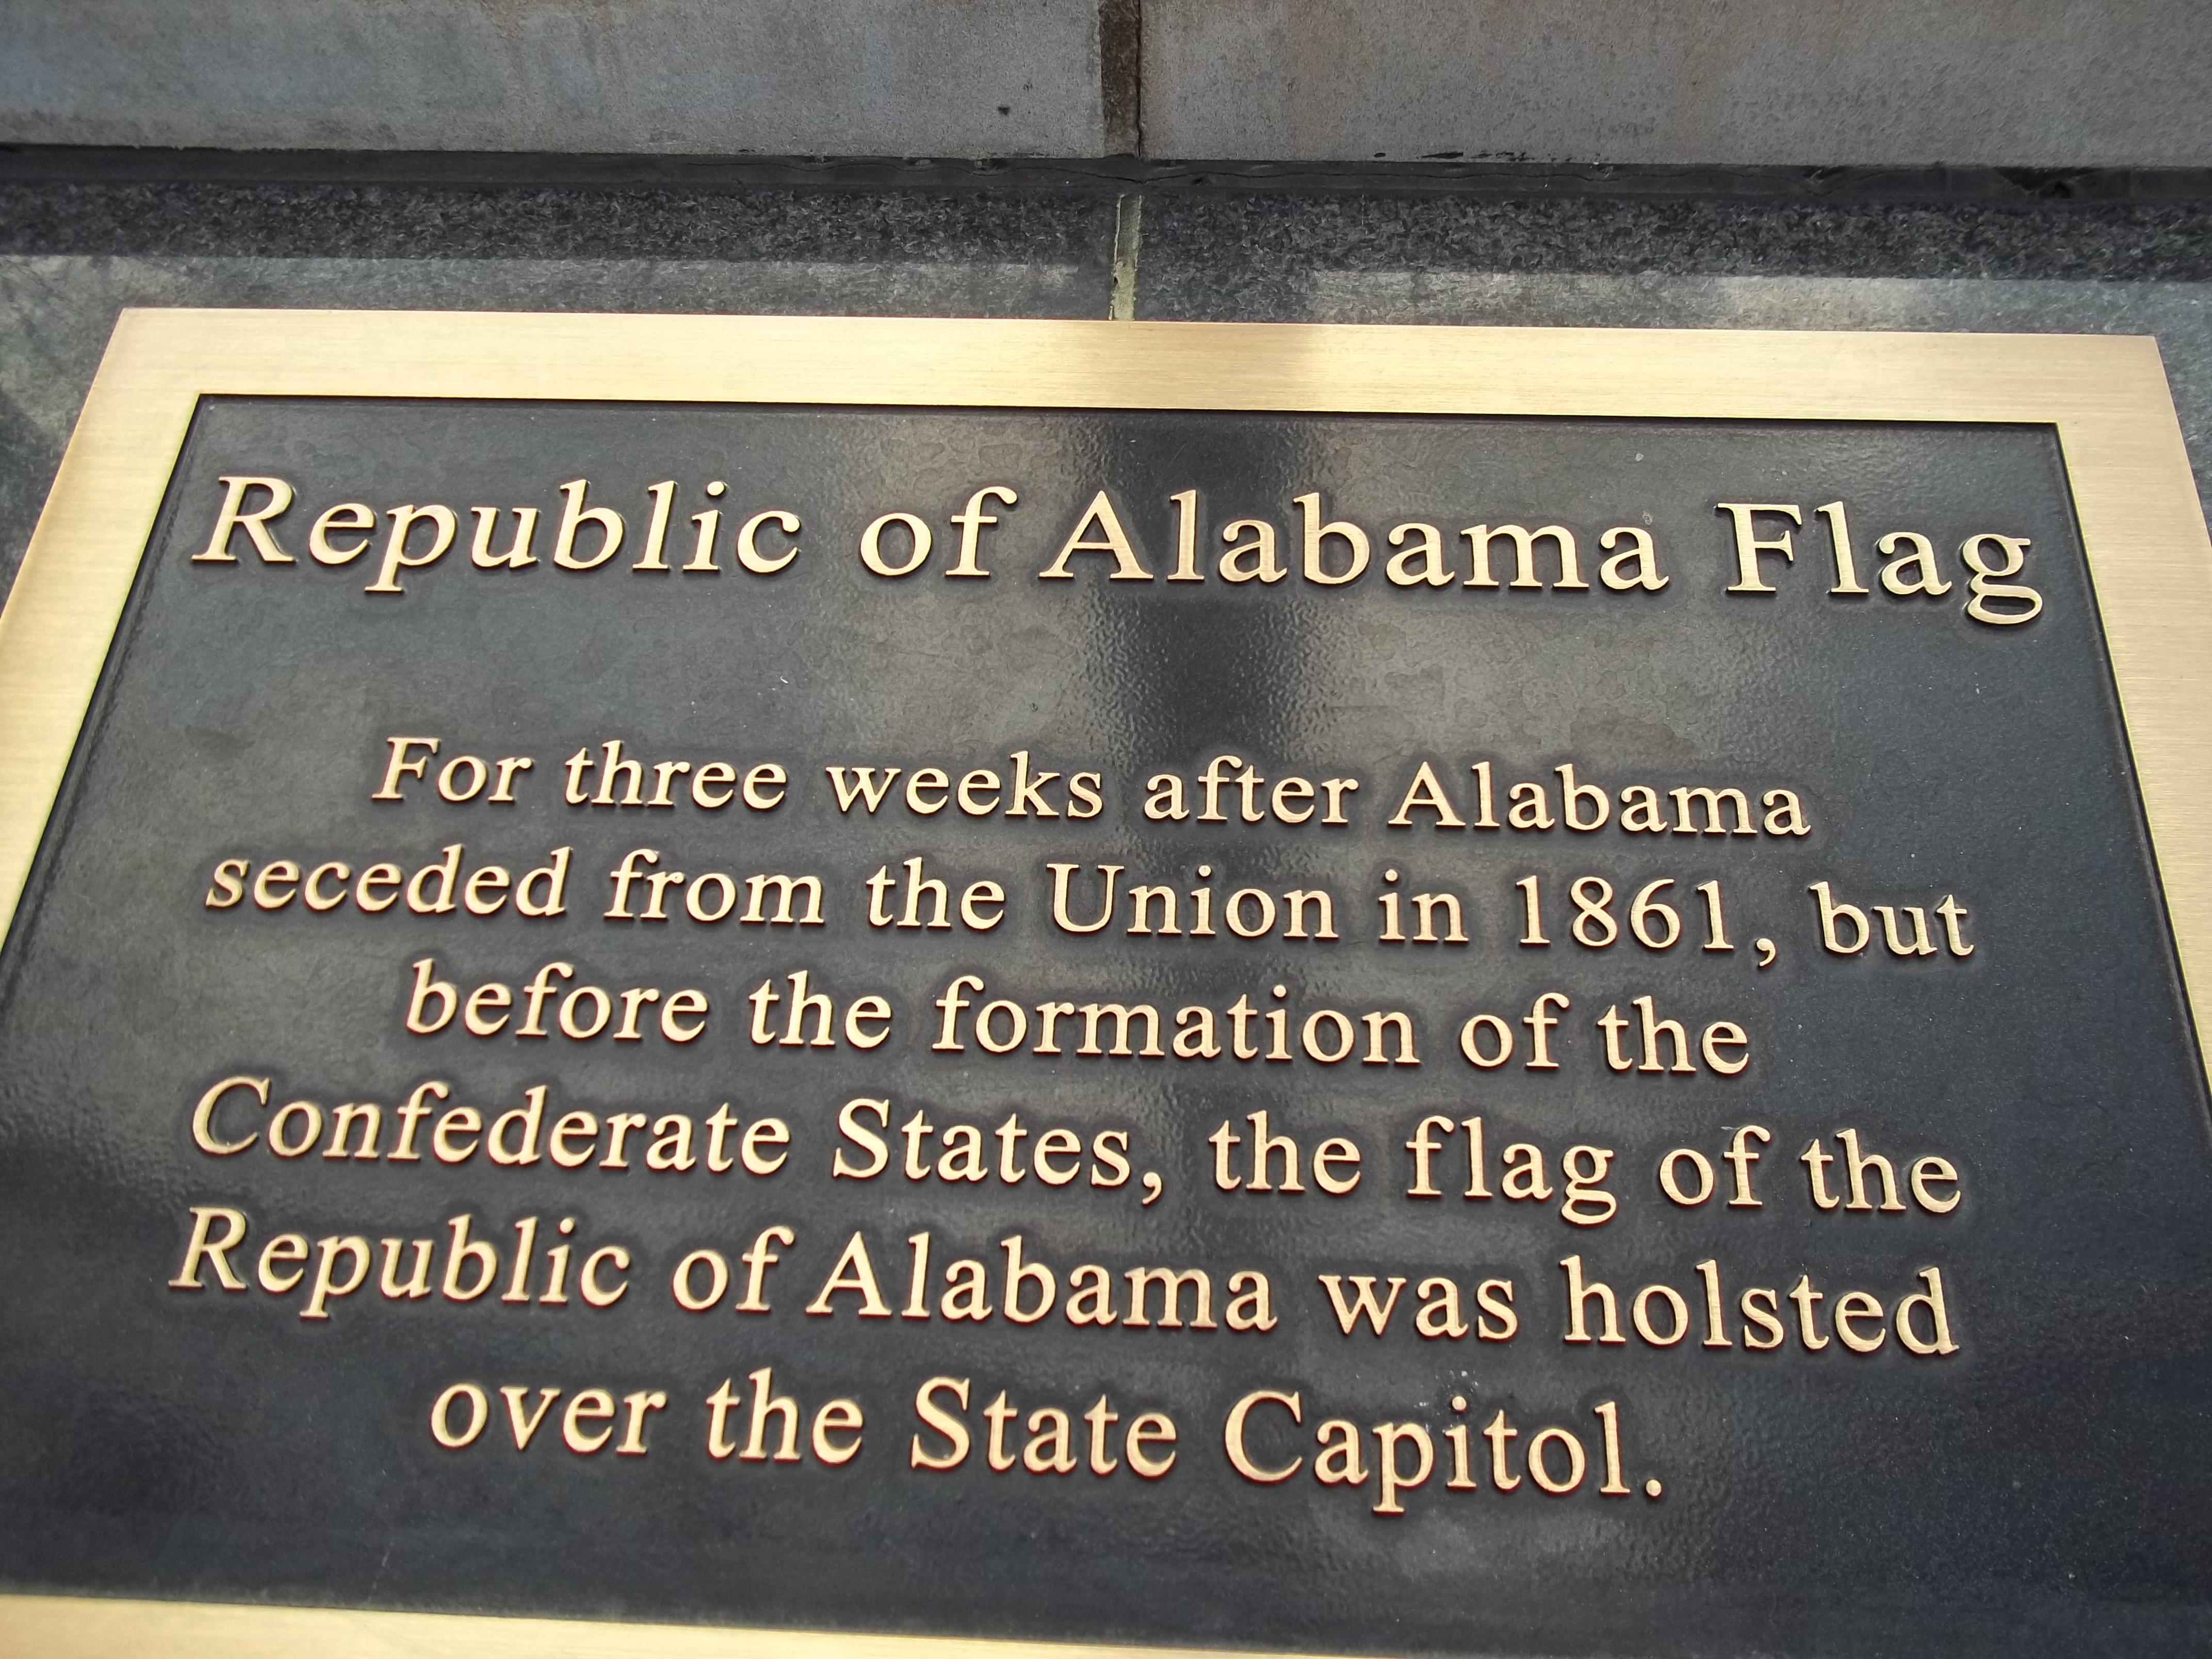 Republic of Alabama Flag
For three weeks after Alabama
seceded from the Union in 1861, but
before the formation of the
Confederate States, the flag of the
Republic of Alabama was holsted
over the State Capitol.